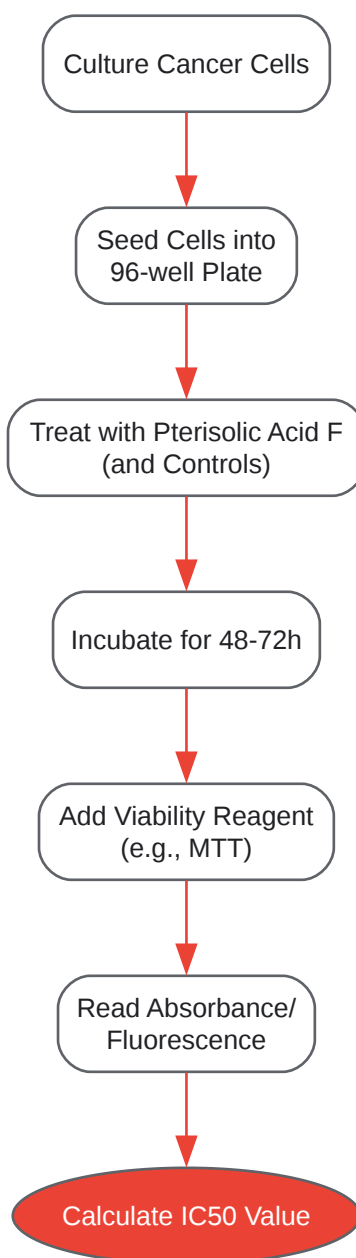 Culture Cancer Cells
Seed Cells into
96-well Plate
Treat with Pterisolic Acid F
(and Controls)
Incubate for 48-72h
Add Viability Reagent
(e.g., MTT)
Read Absorbance/
Fluorescence
Calculate IC50 Value